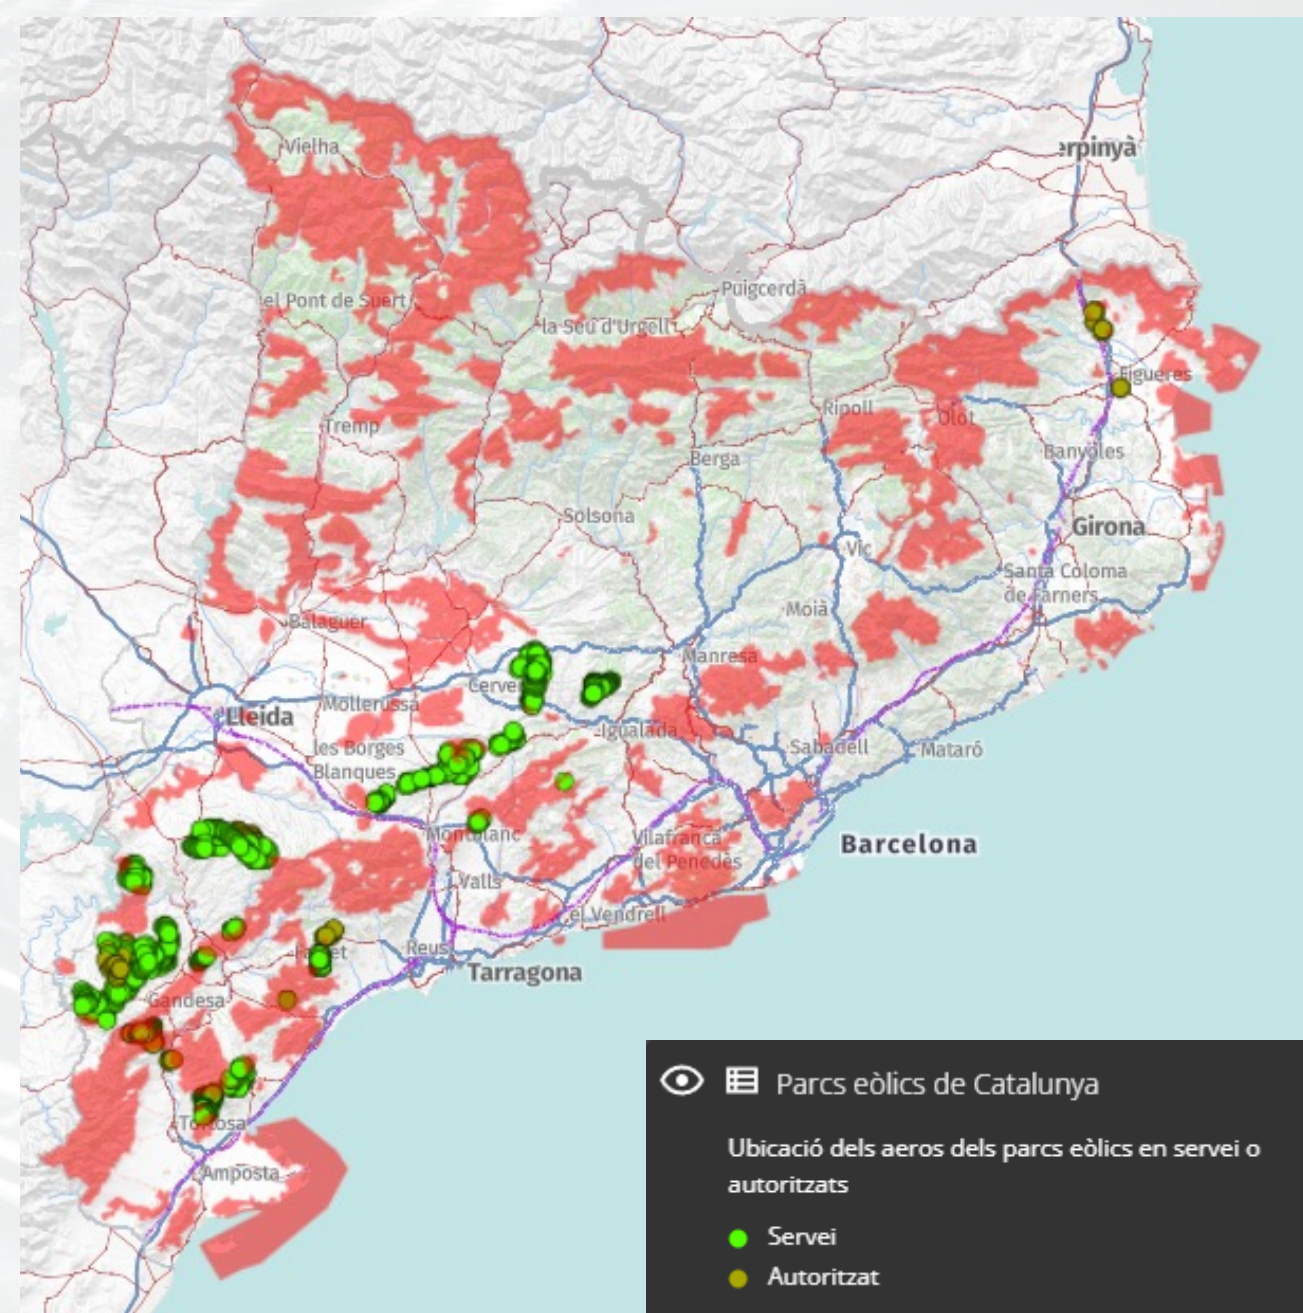 erpinyà
Vielha
Puigcerdà
el Pont de Suert
la Seu d'Urgell
Figueres
Ripoll
Olot
Tremp
Banyoles
Berga
Solsona
Girona
Vic
Santa Coloma
de Farners
Moià
Balaguer
Manresa
Cerve
Mollerussa
Lleida
Igualada
les Borges
Blanques
Sabadell
Mataró
Montblanc
Vilafranca
del Penedès
Barcelona
Valls
el Vendrell
Reus
Tarragona
Gandesa
Tortosa
Amposta
Parcs eòlics de Catalunya
Ubicació dels aeros dels parcs eòlics en servei o
autoritzats
Servei
Autoritzat